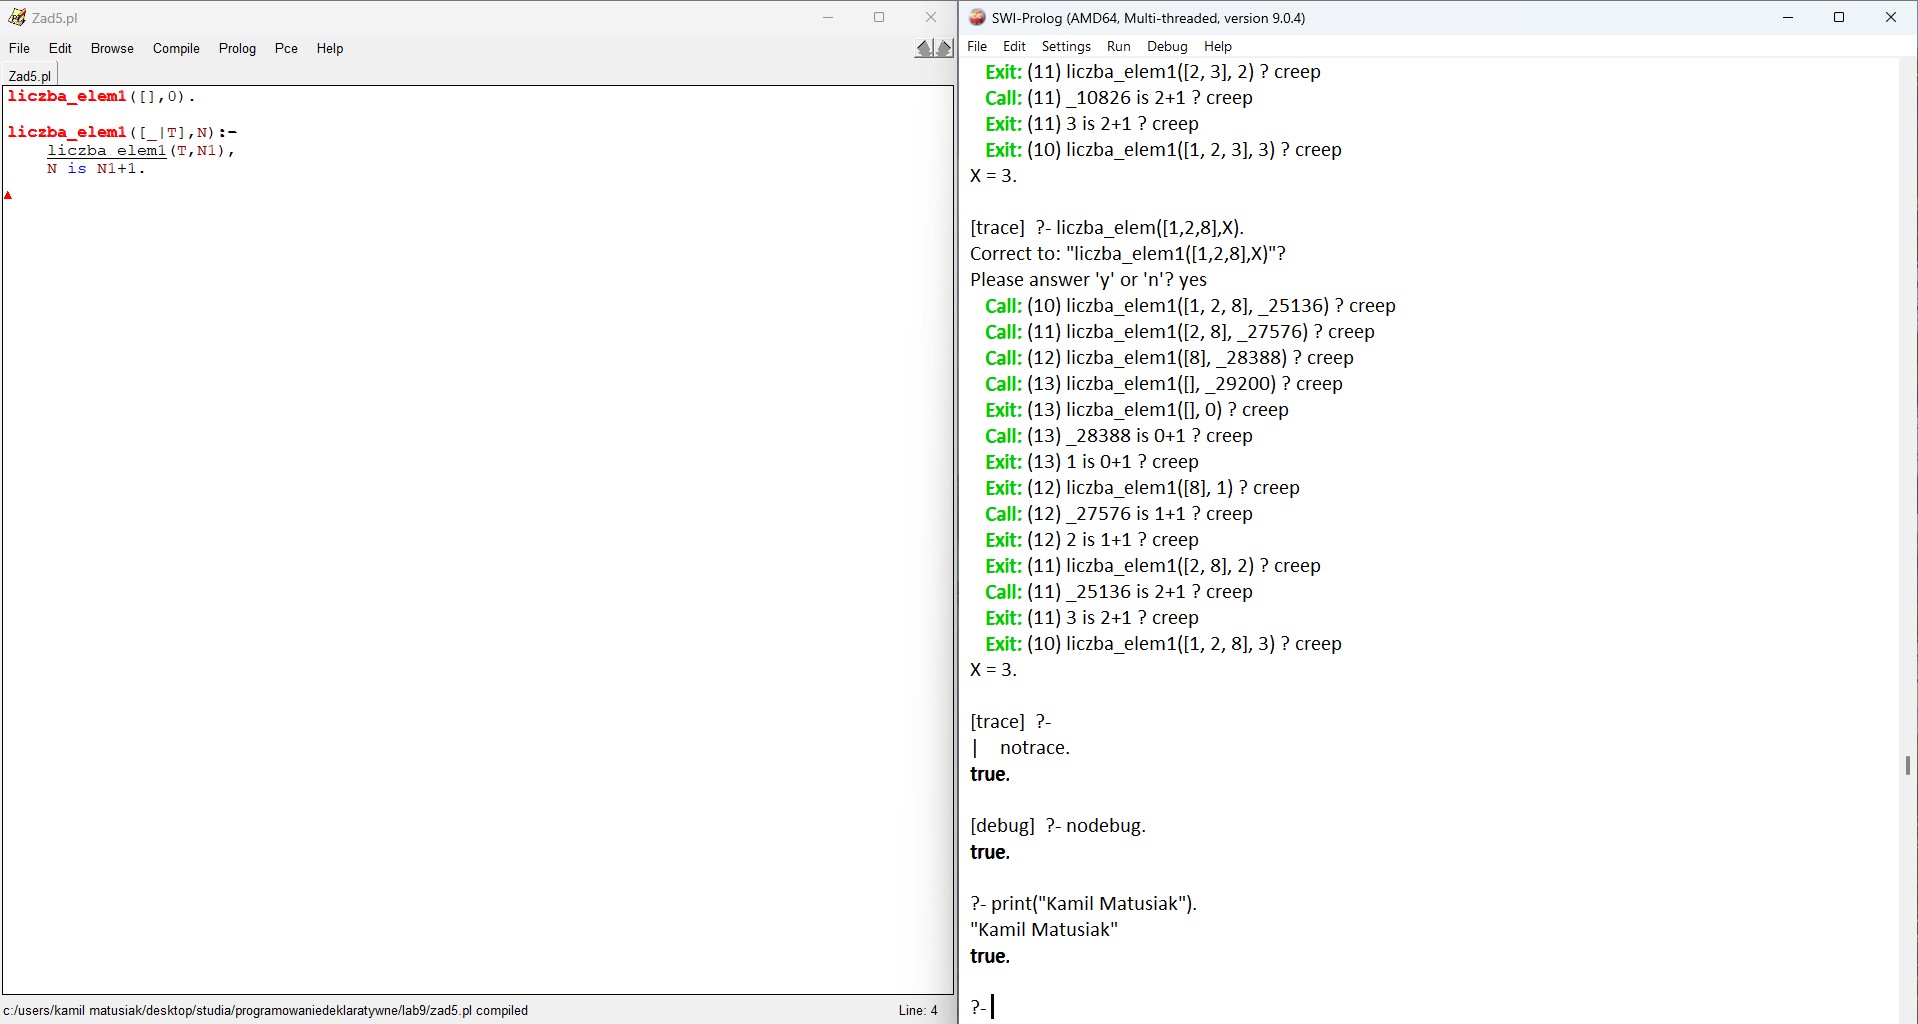 Zad5.pl
File Edit Browse Compile Prolog Pce Help
Zad5.pl
liczba_elem1([],0).
liczba_elem1([_|T],N):-
    liczba_elem1(T,N1),
    N is N1+1.
c:/users/kamil matusiak/desktop/studia/programowaniedeklaratywne/lab9/zad5.pl compiled
Line: 4
SWI-Prolog (AMD64, Multi-threaded, version 9.0.4)
File Edit Settings Run Debug Help
   Exit: (11) liczba_elem1([2, 3], 2) ? creep
   Call: (11) _10826 is 2+1 ? creep
   Exit: (11) 3 is 2+1 ? creep
   Exit: (10) liczba_elem1([1, 2, 3], 3) ? creep
X = 3.
[trace]  ?- liczba_elem([1,2,8],X).
Correct to: "liczba_elem1([1,2,8],X)"?
Please answer 'y' or 'n'? yes
   Call: (10) liczba_elem1([1, 2, 8], _25136) ? creep
   Call: (11) liczba_elem1([2, 8], _27576) ? creep
   Call: (12) liczba_elem1([8], _28388) ? creep
   Call: (13) liczba_elem1([], _29200) ? creep
   Exit: (13) liczba_elem1([], 0) ? creep
   Call: (13) _28388 is 0+1 ? creep
   Exit: (13) 1 is 0+1 ? creep
   Exit: (12) liczba_elem1([8], 1) ? creep
   Call: (12) _27576 is 1+1 ? creep
   Exit: (12) 2 is 1+1 ? creep
   Exit: (11) liczba_elem1([2, 8], 2) ? creep
   Call: (11) _25136 is 2+1 ? creep
   Exit: (11) 3 is 2+1 ? creep
   Exit: (10) liczba_elem1([1, 2, 8], 3) ? creep
X = 3.
[trace]  ?-
|    notrace.
true.
[debug]  ?- nodebug.
true.
?- print("Kamil Matusiak").
"Kamil Matusiak"
true.
?-